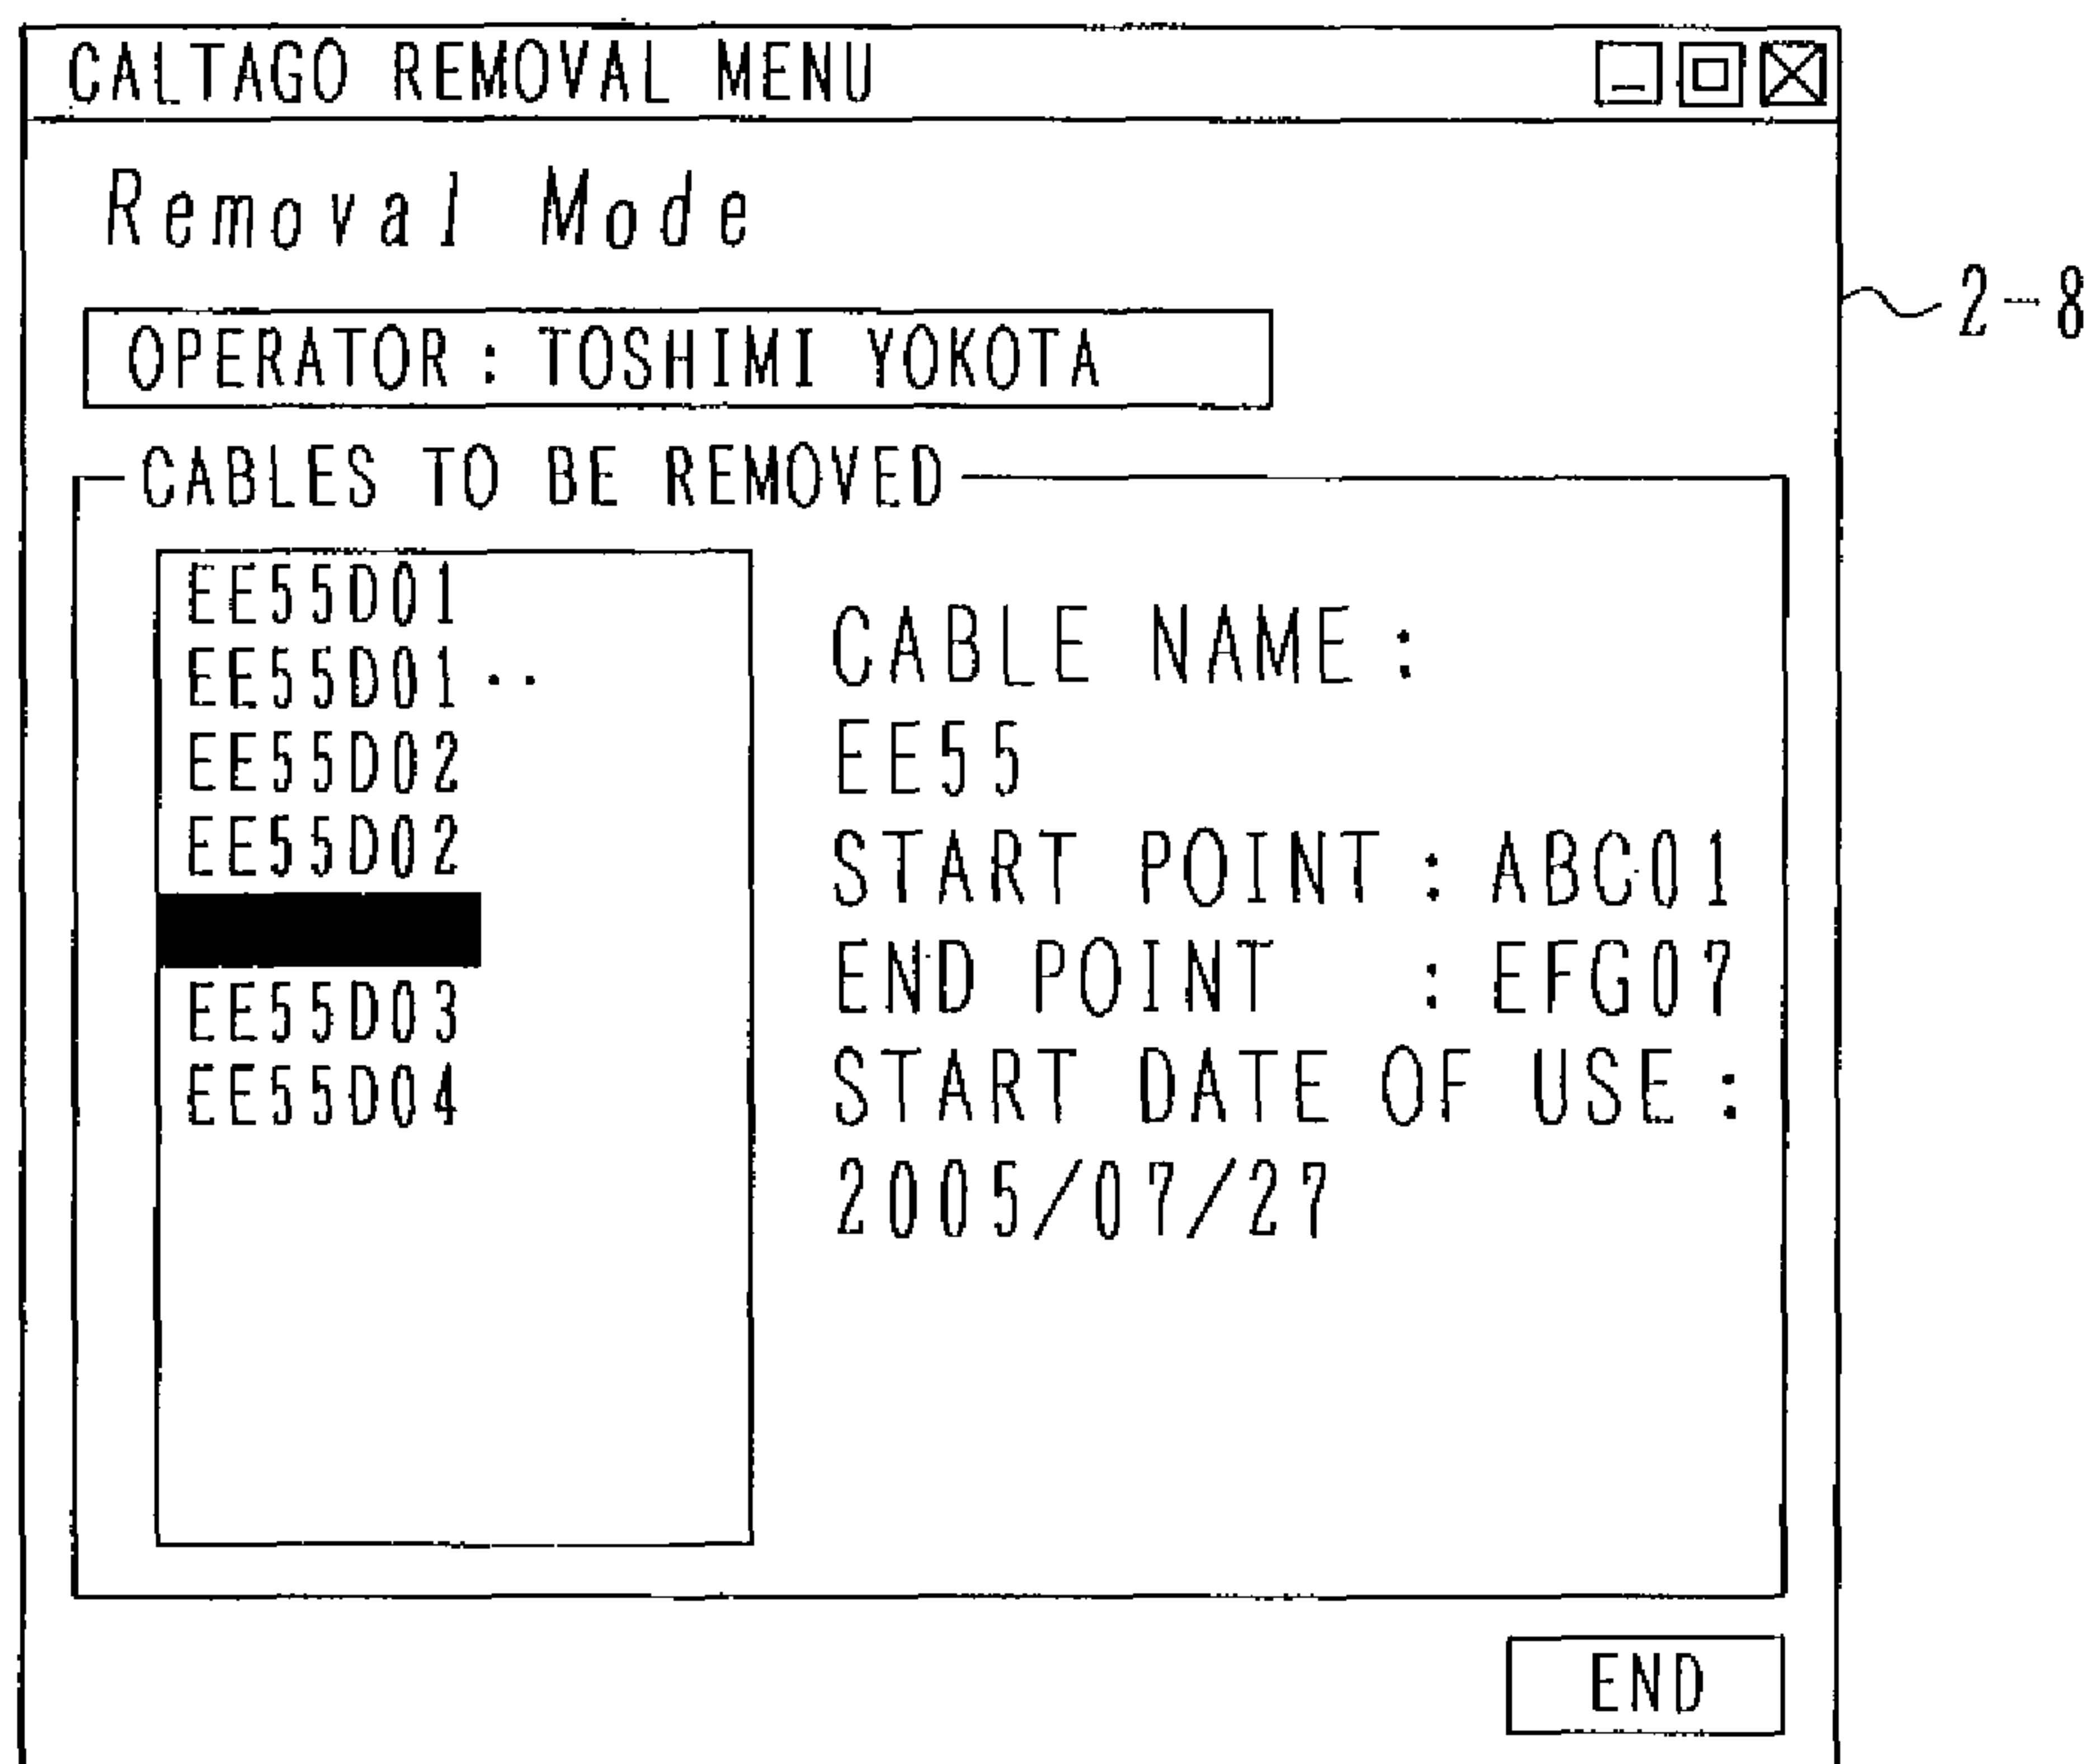 CALTAGO REMOVAL MENU
Removal Mode
2-8
OPERATOR: TOSHIMI YOKOTA
CABLES TO BE REMOVED
EE55D01
EE55D01..
EE55D02
EE55D02
EE55D03
EE55D04
CABLE NAME:
EE55
START POINT: ABC01
END POINT : EFG07
START DATE OF USE:
2005/07/27
END